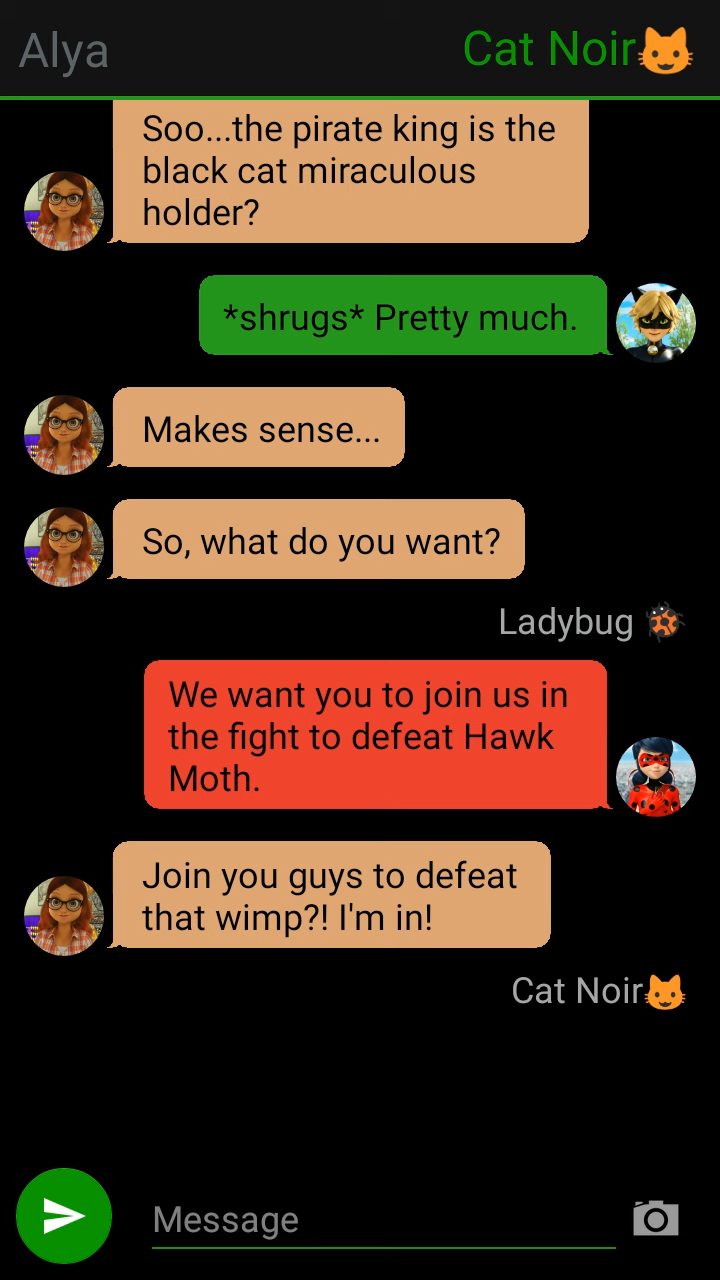 Alya
Cat Noir😺
Soo...the pirate king is the
black cat miraculous
holder?
*shrugs* Pretty much.
Makes sense...
So, what do you want?
Ladybug 🐞
We want you to join us in
the fight to defeat Hawk
Moth.
Join you guys to defeat
that wimp?! I'm in!
Cat Noir😺
Message